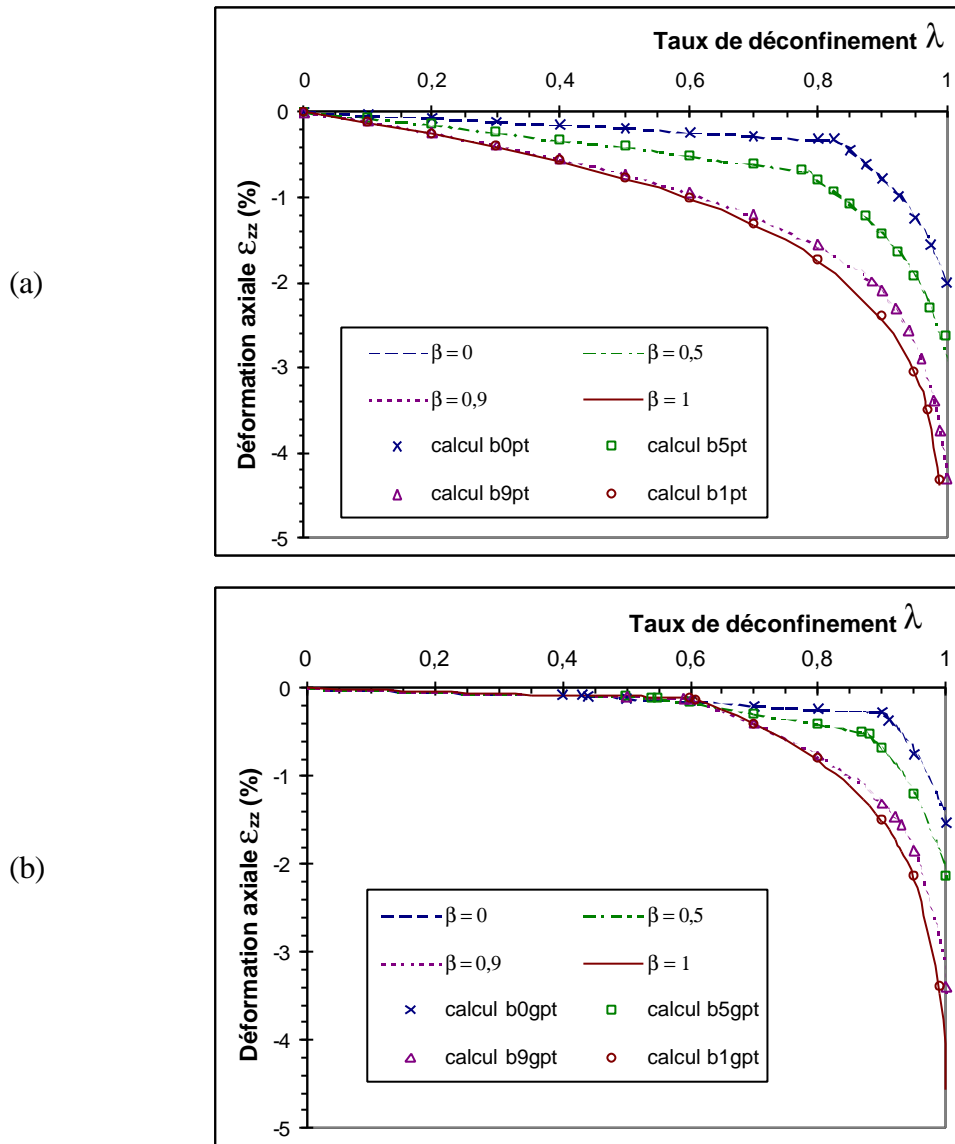 (a)
Taux de déconfinement λ
0 0,2 0,4 0,6 0,8 1
Déformation axiale εzz (%)
0
-1
-2
-3
-4
-5
β = 0 β = 0,5
β = 0,9 β = 1
calcul b0pt calcul b5pt
calcul b9pt calcul b1pt
(b)
Taux de déconfinement λ
0 0,2 0,4 0,6 0,8 1
Déformation axiale εzz (%)
0
-1
-2
-3
-4
-5
β = 0 β = 0,5
β = 0,9 β = 1
calcul b0gpt calcul b5gpt
calcul b9gpt calcul b1gpt